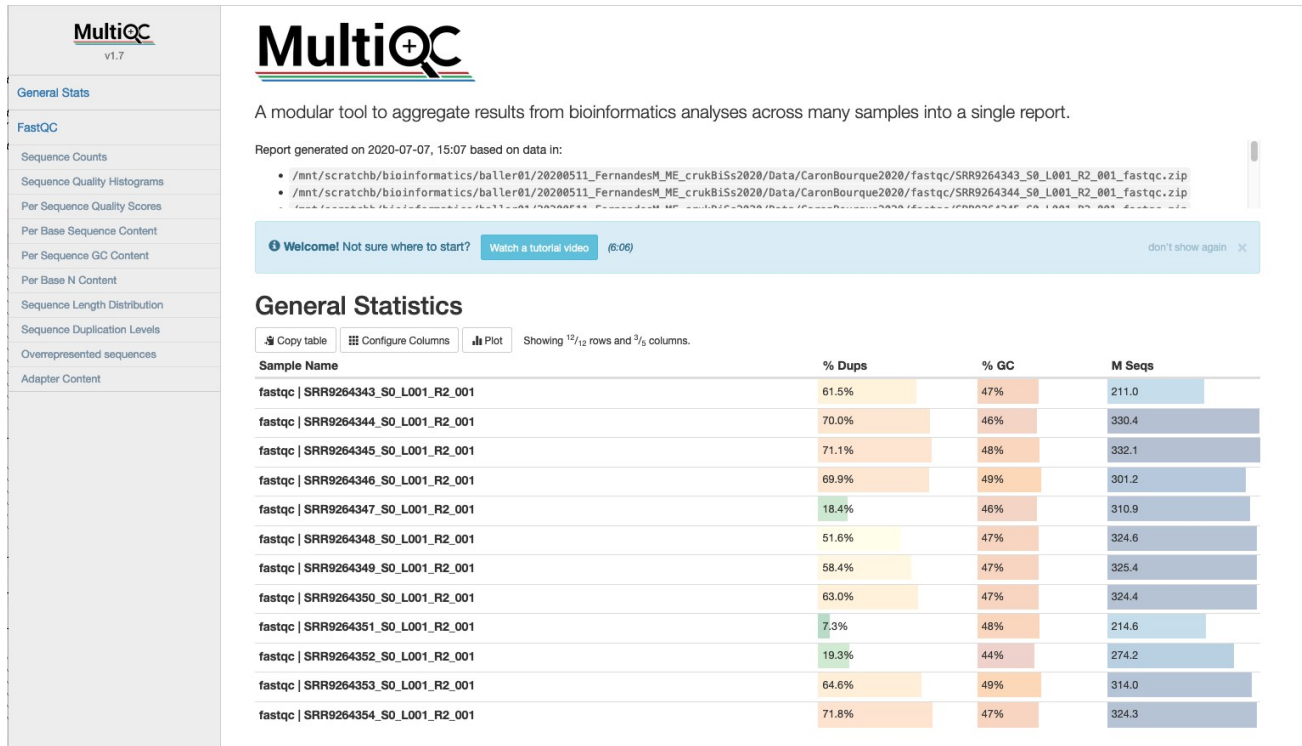 MultiQC
v1.7
General Stats
FastQC
Sequence Counts
Sequence Quality Histograms
Per Sequence Quality Scores
Per Base Sequence Content
Per Sequence GC Content
Per Base N Content
Sequence Length Distribution
Sequence Duplication Levels
Overrepresented sequences
Adapter Content
MultiQC
A modular tool to aggregate results from bioinformatics analyses across many samples into a single report.
Report generated on 2020-07-07, 15:07 based on data in:
• /mnt/scratchb/bioinformatics/baller01/20200511_FernandesM_ME_crukBiSs2020/Data/CaronBourque2020/fastqc/SRR9264343_S0_L001_R2_001_fastqc.zip
• /mnt/scratchb/bioinformatics/baller01/20200511_FernandesM_ME_crukBiSs2020/Data/CaronBourque2020/fastqc/SRR9264344_S0_L001_R2_001_fastqc.zip
Welcome! Not sure where to start? Watch a tutorial video (6:06) don't show again ×
General Statistics
Copy table Configure Columns Plot Showing 12/12 rows and 3/5 columns.
Sample Name % Dups % GC M Seqs
fastqc | SRR9264343_S0_L001_R2_001 61.5% 47% 211.0
fastqc | SRR9264344_S0_L001_R2_001 70.0% 46% 330.4
fastqc | SRR9264345_S0_L001_R2_001 71.1% 48% 332.1
fastqc | SRR9264346_S0_L001_R2_001 69.9% 49% 301.2
fastqc | SRR9264347_S0_L001_R2_001 18.4% 46% 310.9
fastqc | SRR9264348_S0_L001_R2_001 51.6% 47% 324.6
fastqc | SRR9264349_S0_L001_R2_001 58.4% 47% 325.4
fastqc | SRR9264350_S0_L001_R2_001 63.0% 47% 324.4
fastqc | SRR9264351_S0_L001_R2_001 7.3% 48% 214.6
fastqc | SRR9264352_S0_L001_R2_001 19.3% 44% 274.2
fastqc | SRR9264353_S0_L001_R2_001 64.6% 49% 314.0
fastqc | SRR9264354_S0_L001_R2_001 71.8% 47% 324.3